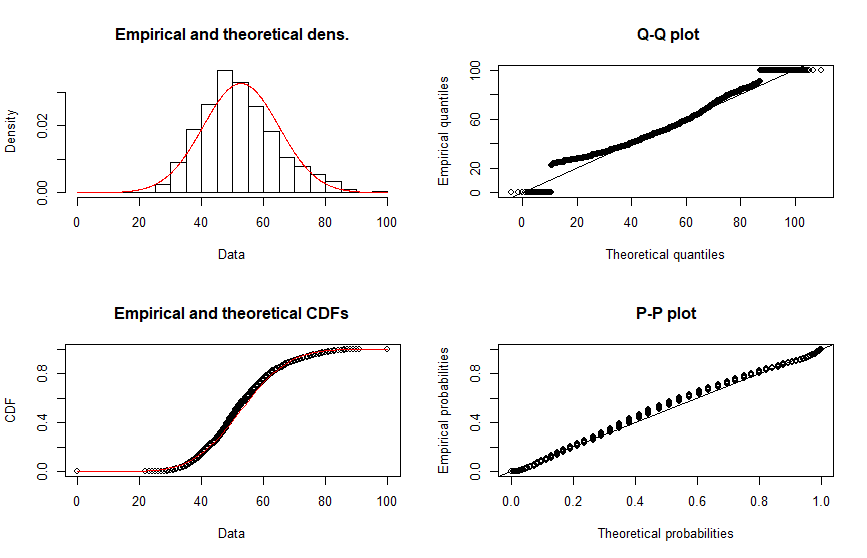 Empirical and theoretical dens.
Density
0.00 0.02
0 20 40 60 80 100
Data
Q-Q plot
Empirical quantiles
0 20 60 100
0 20 40 60 80 100
Theoretical quantiles
Empirical and theoretical CDFs
CDF
0.0 0.4 0.8
0 20 40 60 80 100
Data
P-P plot
Empirical probabilities
0.0 0.4 0.8
0.0 0.2 0.4 0.6 0.8 1.0
Theoretical probabilities